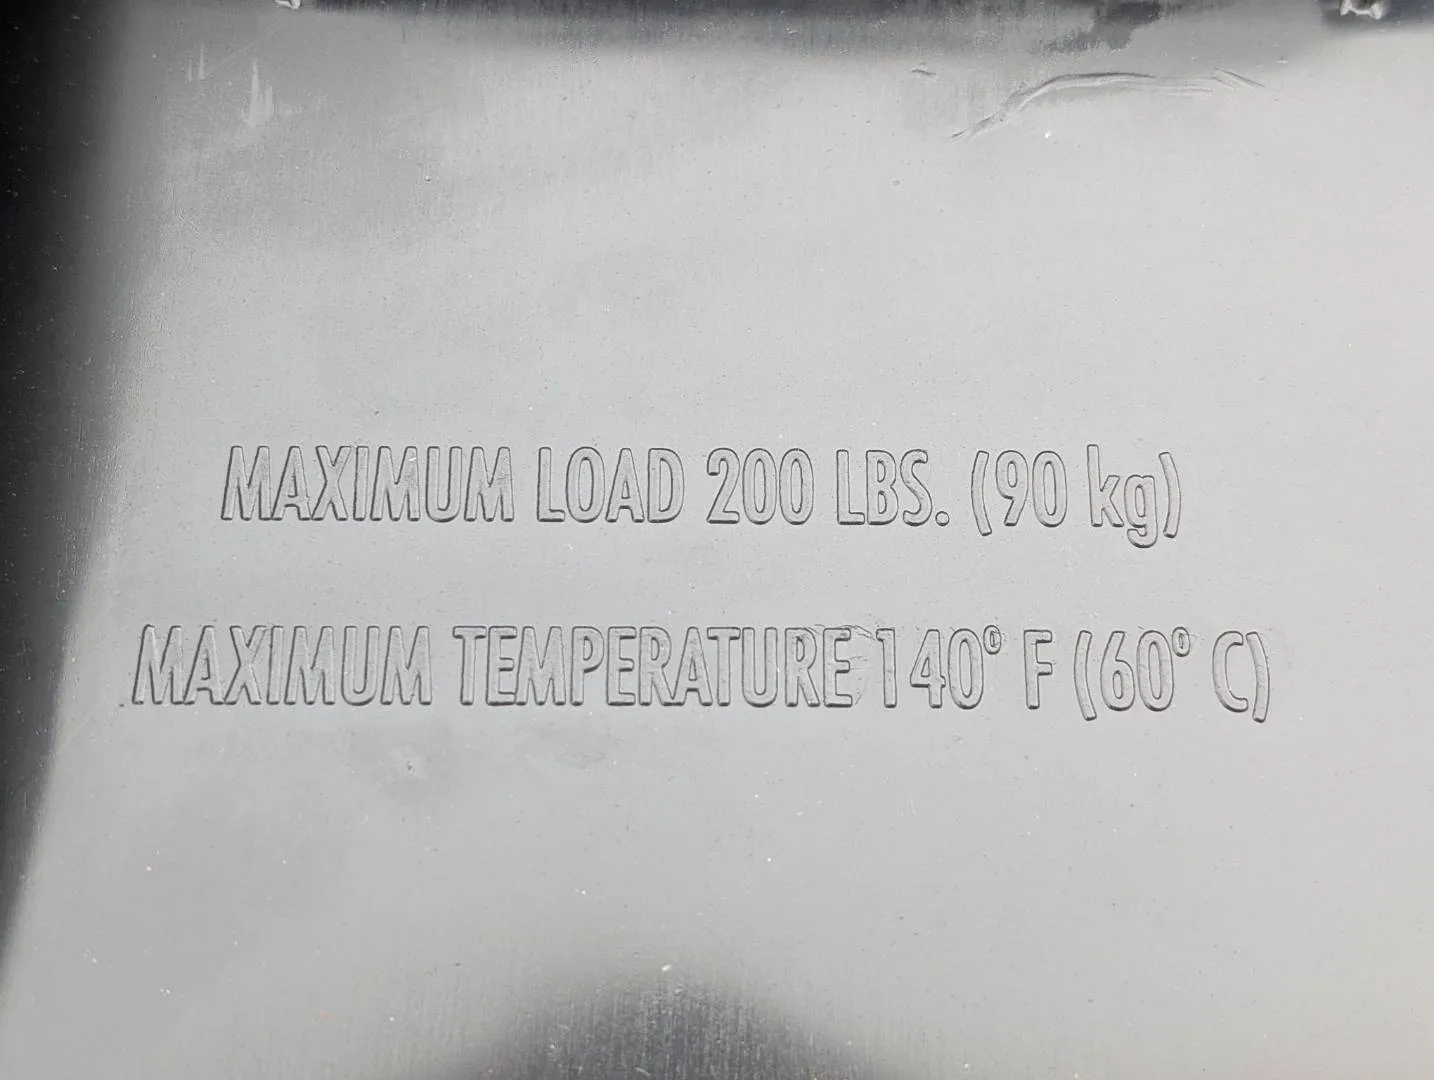 MAXIMUM LOAD 200 LBS. (90 kg)
MAXIMUM TEMPERATURE 140° F (60° C)